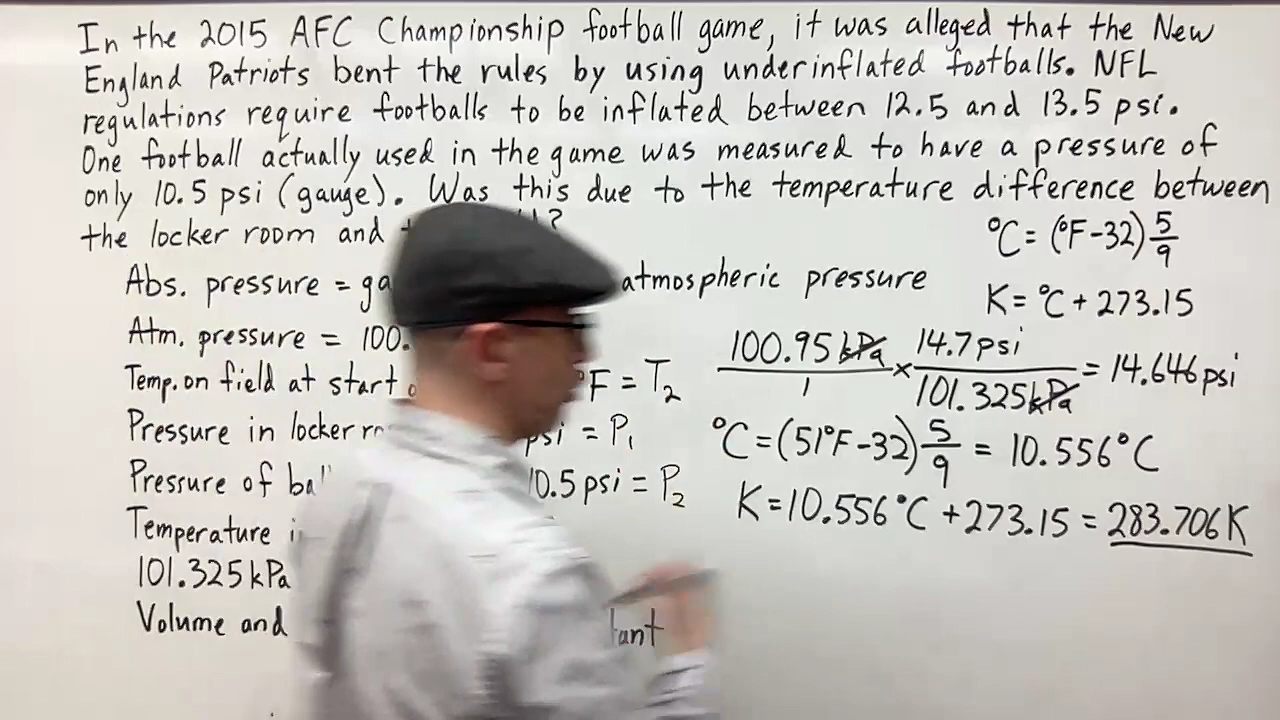 In the 2015 AFC Championship football game, it was alleged that the New
England Patriots bent the rules by using underinflated footballs. NFL
regulations require footballs to be inflated between 12.5 and 13.5 psi.
One football actually used in the game was measured to have a pressure of
only 10.5 psi (gauge). Was this due to the temperature difference between
the locker room and
°C = (°F-32) 5/9
Abs. pressure = atmospheric pressure
K = °C + 273.15
Atm. pressure = 100.
100.95 kPa / 1 × 14.7 psi / 101.325 kPa = 14.646 psi
Temp. on field at start °F = T₂
Pressure in locker psi = P₁
°C = (51°F-32) 5/9 = 10.556°C
Pressure of 10.5 psi = P₂
K = 10.556°C + 273.15 = 283.706 K
Temperature
101.325 kPa
Volume and